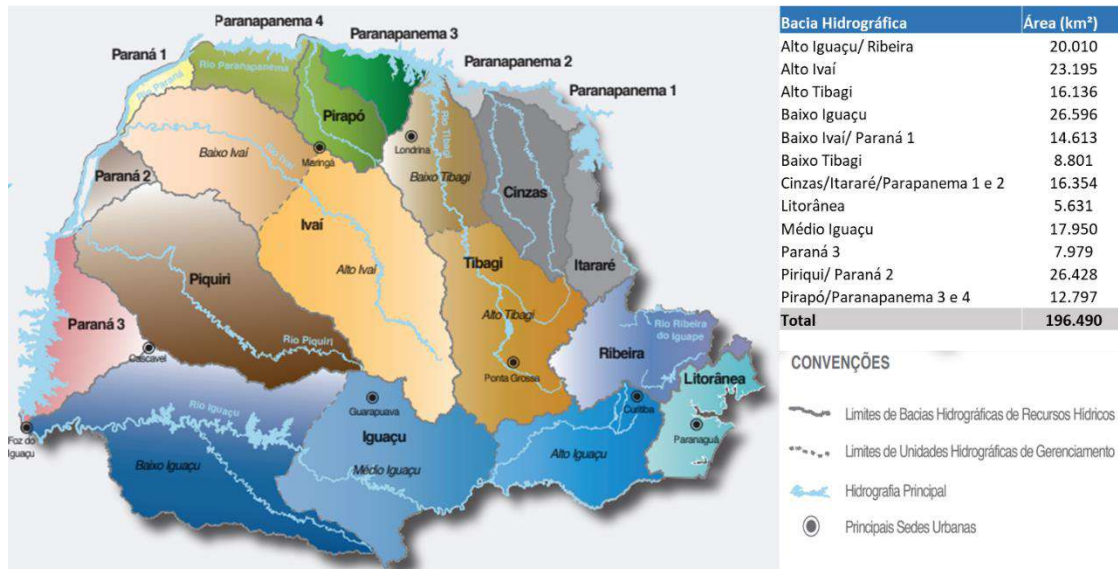 Paranapanema 4
Paranapanema 3
Paraná 1
Paranapanema 2
Paranapanema 1
Rio Paranapanema
Rio Paraná
Pirapó
Rio Tibagi
Londrina
Maringá
Baixo Ivaí
Rio Ivaí
Baixo Tibagi
Cinzas
Paraná 2
Ivaí
Tibagi
Itararé
Alto Ivaí
Piquiri
Alto Tibagi
Paraná 3
Rio Piquiri
Rio Ribeira
do Iguape
Ribeira
Cascavel
Ponta Grossa
Litorânea
Guarapuava
Curitiba
Rio Iguaçu
Foz do
Iguaçu
Iguaçu
Paranaguá
Baixo Iguaçu
Médio Iguaçu
Alto Iguaçu
Bacia Hidrográfica Área (km²)
Alto Iguaçu/ Ribeira 20.010
Alto Ivaí 23.195
Alto Tibagi 16.136
Baixo Iguaçu 26.596
Baixo Ivaí/ Paraná 1 14.613
Baixo Tibagi 8.801
Cinzas/Itararé/Parapanema 1 e 2 16.354
Litorânea 5.631
Médio Iguaçu 17.950
Paraná 3 7.979
Piriqui/ Paraná 2 26.428
Pirapó/Paranapanema 3 e 4 12.797
Total 196.490
CONVENÇÕES
Limites de Bacias Hidrográficas de Recursos Hídricos
Limites de Unidades Hidrográficas de Gerenciamento
Hidrografia Principal
Principais Sedes Urbanas